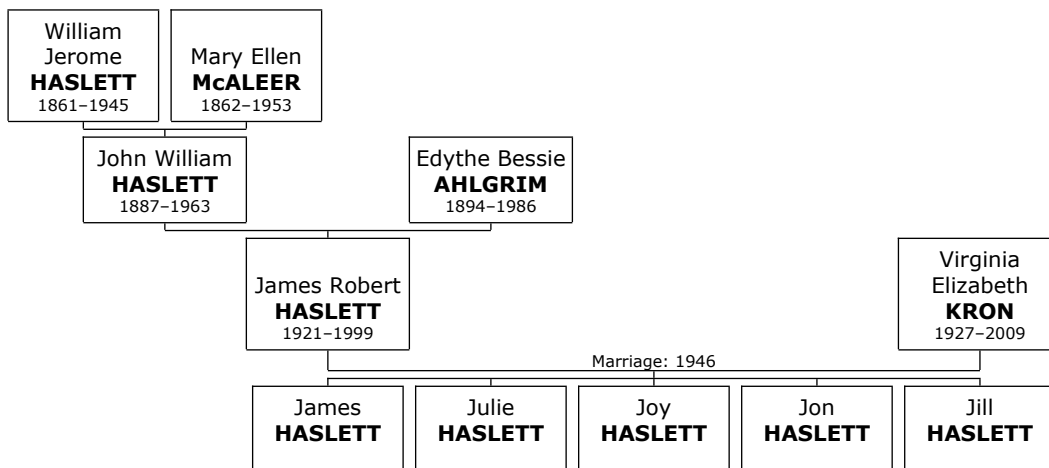 William
Jerome
HASLETT
1861–1945
Mary Ellen
McALEER
1862–1953
John William
HASLETT
1887–1963
Edythe Bessie
AHLGRIM
1894–1986
James Robert
HASLETT
1921–1999
Virginia
Elizabeth
KRON
1927–2009
Marriage: 1946
James
HASLETT
Julie
HASLETT
Joy
HASLETT
Jon
HASLETT
Jill
HASLETT